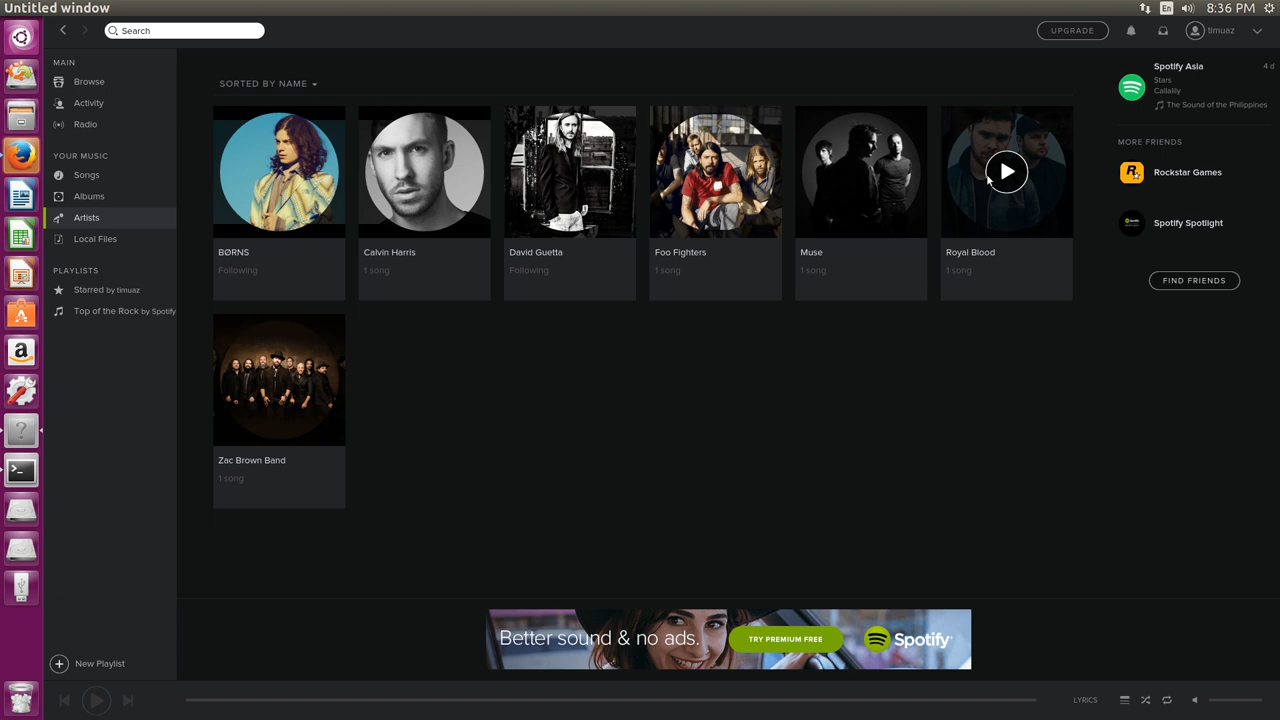 Untitled window
En
8:36 PM
Search
UPGRADE
timuaz
MAIN
Browse
Activity
Radio
YOUR MUSIC
Songs
Albums
Artists
Local Files
PLAYLISTS
Starred by timuaz
Top of the Rock by Spotify
New Playlist
SORTED BY NAME
BØRNS
Following
Calvin Harris
1 song
David Guetta
Following
Foo Fighters
1 song
Muse
1 song
Royal Blood
1 song
Zac Brown Band
1 song
Spotify Asia
4 d
Stars
Callalily
The Sound of the Philippines
MORE FRIENDS
Rockstar Games
Spotify Spotlight
FIND FRIENDS
Better sound & no ads.
TRY PREMIUM FREE
Spotify
LYRICS